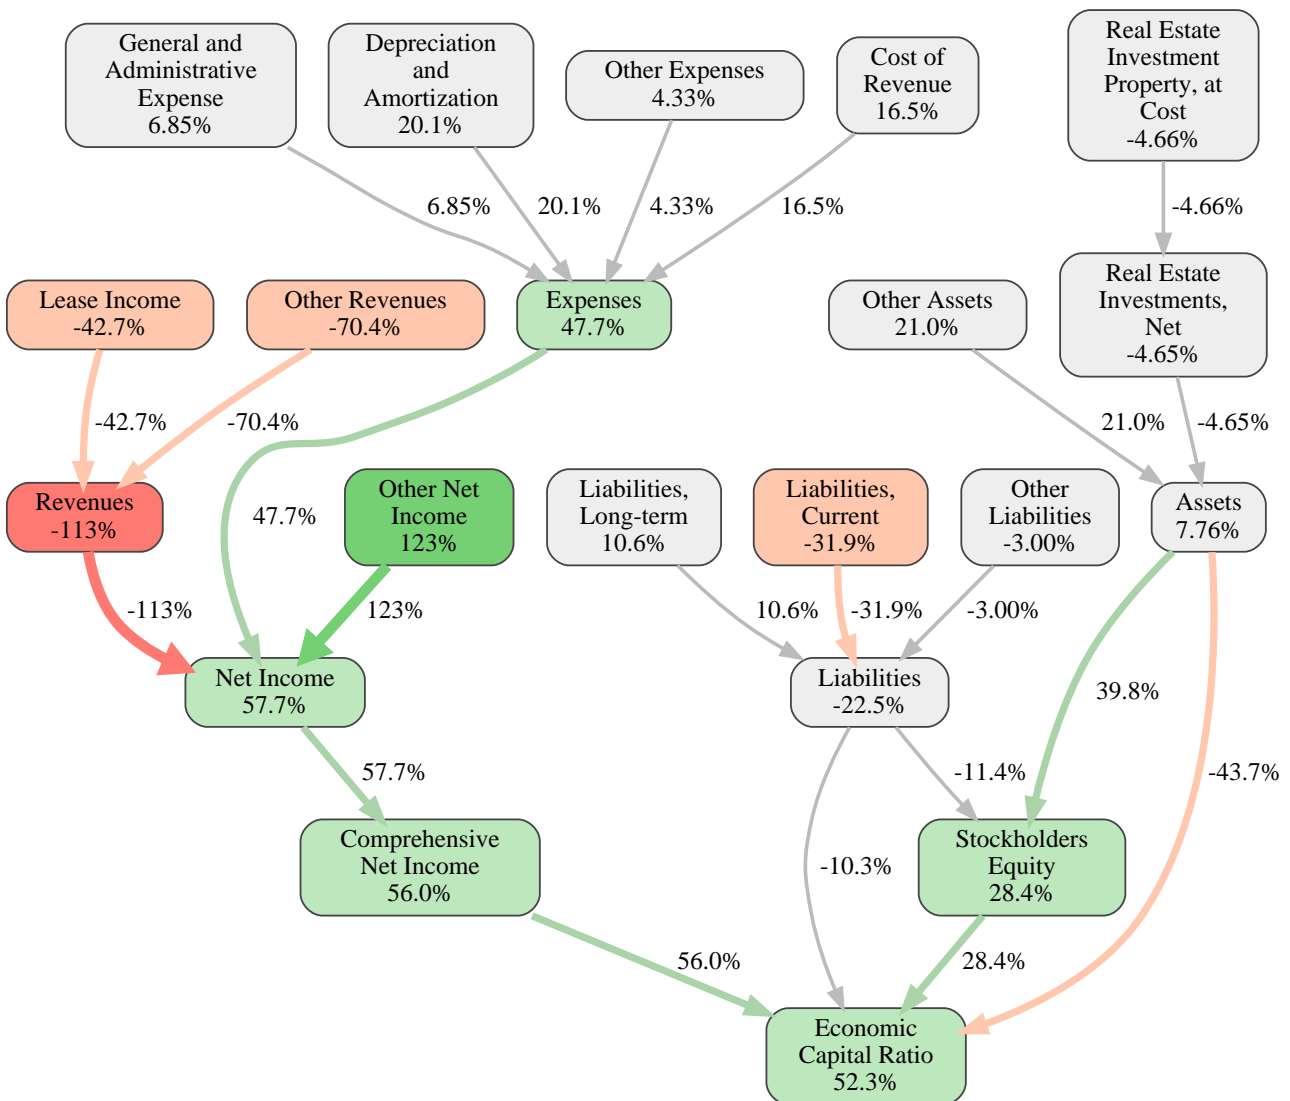 General and
Administrative
Expense
6.85%
Depreciation
and
Amortization
20.1%
Other Expenses
4.33%
Cost of
Revenue
16.5%
Real Estate
Investment
Property, at
Cost
-4.66%
6.85%
20.1%
4.33%
16.5%
-4.66%
Lease Income
-42.7%
Other Revenues
-70.4%
Expenses
47.7%
Other Assets
21.0%
Real Estate
Investments,
Net
-4.65%
-42.7%
-70.4%
21.0%
-4.65%
Revenues
-113%
47.7%
Other Net
Income
123%
Liabilities,
Long-term
10.6%
Liabilities,
Current
-31.9%
Other
Liabilities
-3.00%
Assets
7.76%
-113%
123%
10.6%
-31.9%
-3.00%
Net Income
57.7%
Liabilities
-22.5%
39.8%
57.7%
-11.4%
-43.7%
Comprehensive
Net Income
56.0%
-10.3%
Stockholders
Equity
28.4%
56.0%
28.4%
Economic
Capital Ratio
52.3%